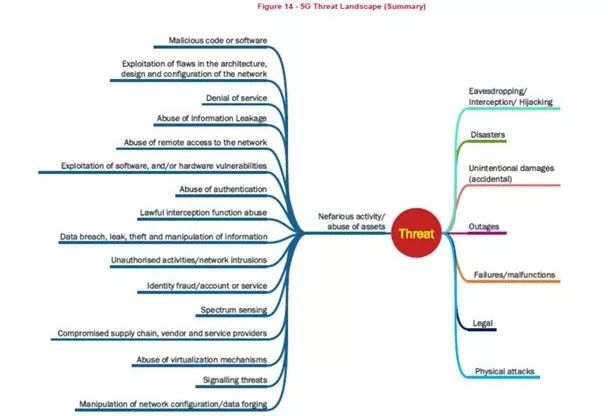 Figure 14 - 5G Threat Landscape (Summary)
Malicious code or software
Exploitation of flaws in the architecture,
design and configuration of the network
Denial of service
Abuse of Information Leakage
Abuse of remote access to the network
Exploitation of software, and/or hardware vulnerabilities
Abuse of authentication
Lawful interception function abuse
Data breach, leak, theft and manipulation of information
Unauthorised activities/network intrusions
Identity fraud/account or service
Spectrum sensing
Compromised supply chain, vendor and service providers
Abuse of virtualization mechanisms
Signalling threats
Manipulation of network configuration/data forging
Nefarious activity/
abuse of assets
Threat
Eavesdropping/
Interception/ Hijacking
Disasters
Unintentional damages
(accidental)
Outages
Failures/malfunctions
Legal
Physical attacks